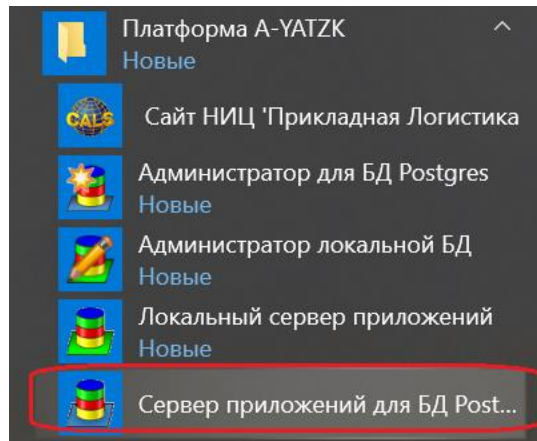 Платформа A-YATZK
Новые
CALS
Сайт НИЦ 'Прикладная Логистика
Администратор для БД Postgres
Новые
Администратор локальной БД
Новые
Локальный сервер приложений
Новые
Сервер приложений для БД Post...